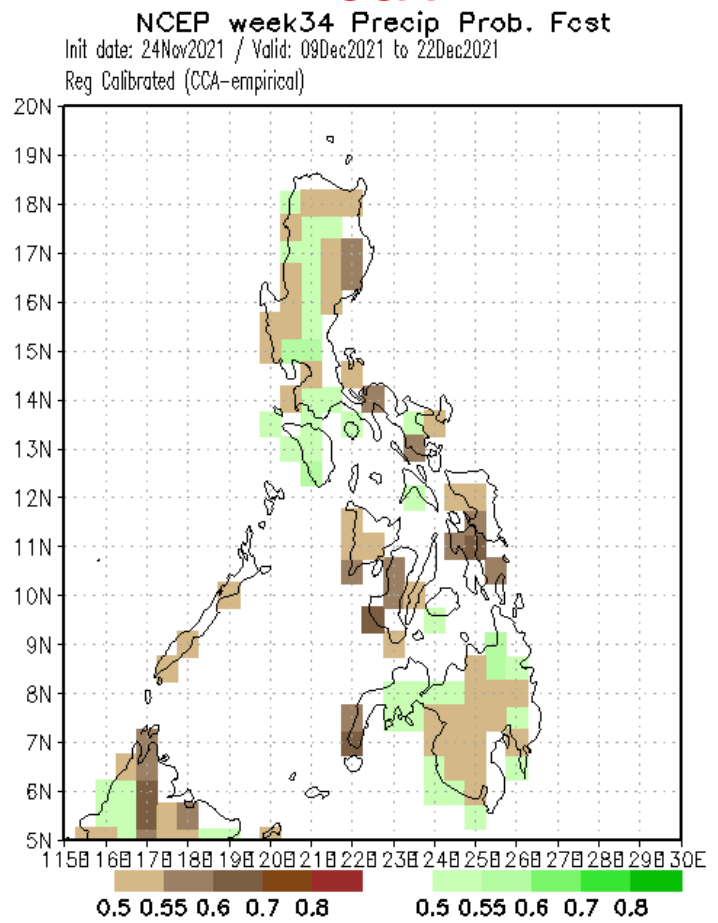 NCEP week34 Precip Prob. Fcst
Init date: 24Nov2021 / Valid: 09Dec2021 to 22Dec2021
Reg Calibrated (CCA-empirical)
20N
19N
18N
17N
16N
15N
14N
13N
12N
11N
10N
9N
8N
7N
6N
5N
115E 116E 117E 118E 119E 120E 121E 122E 123E 124E 125E 126E 127E 128E 129E 130E
0.5 0.55 0.6 0.7 0.8 0.5 0.55 0.6 0.7 0.8